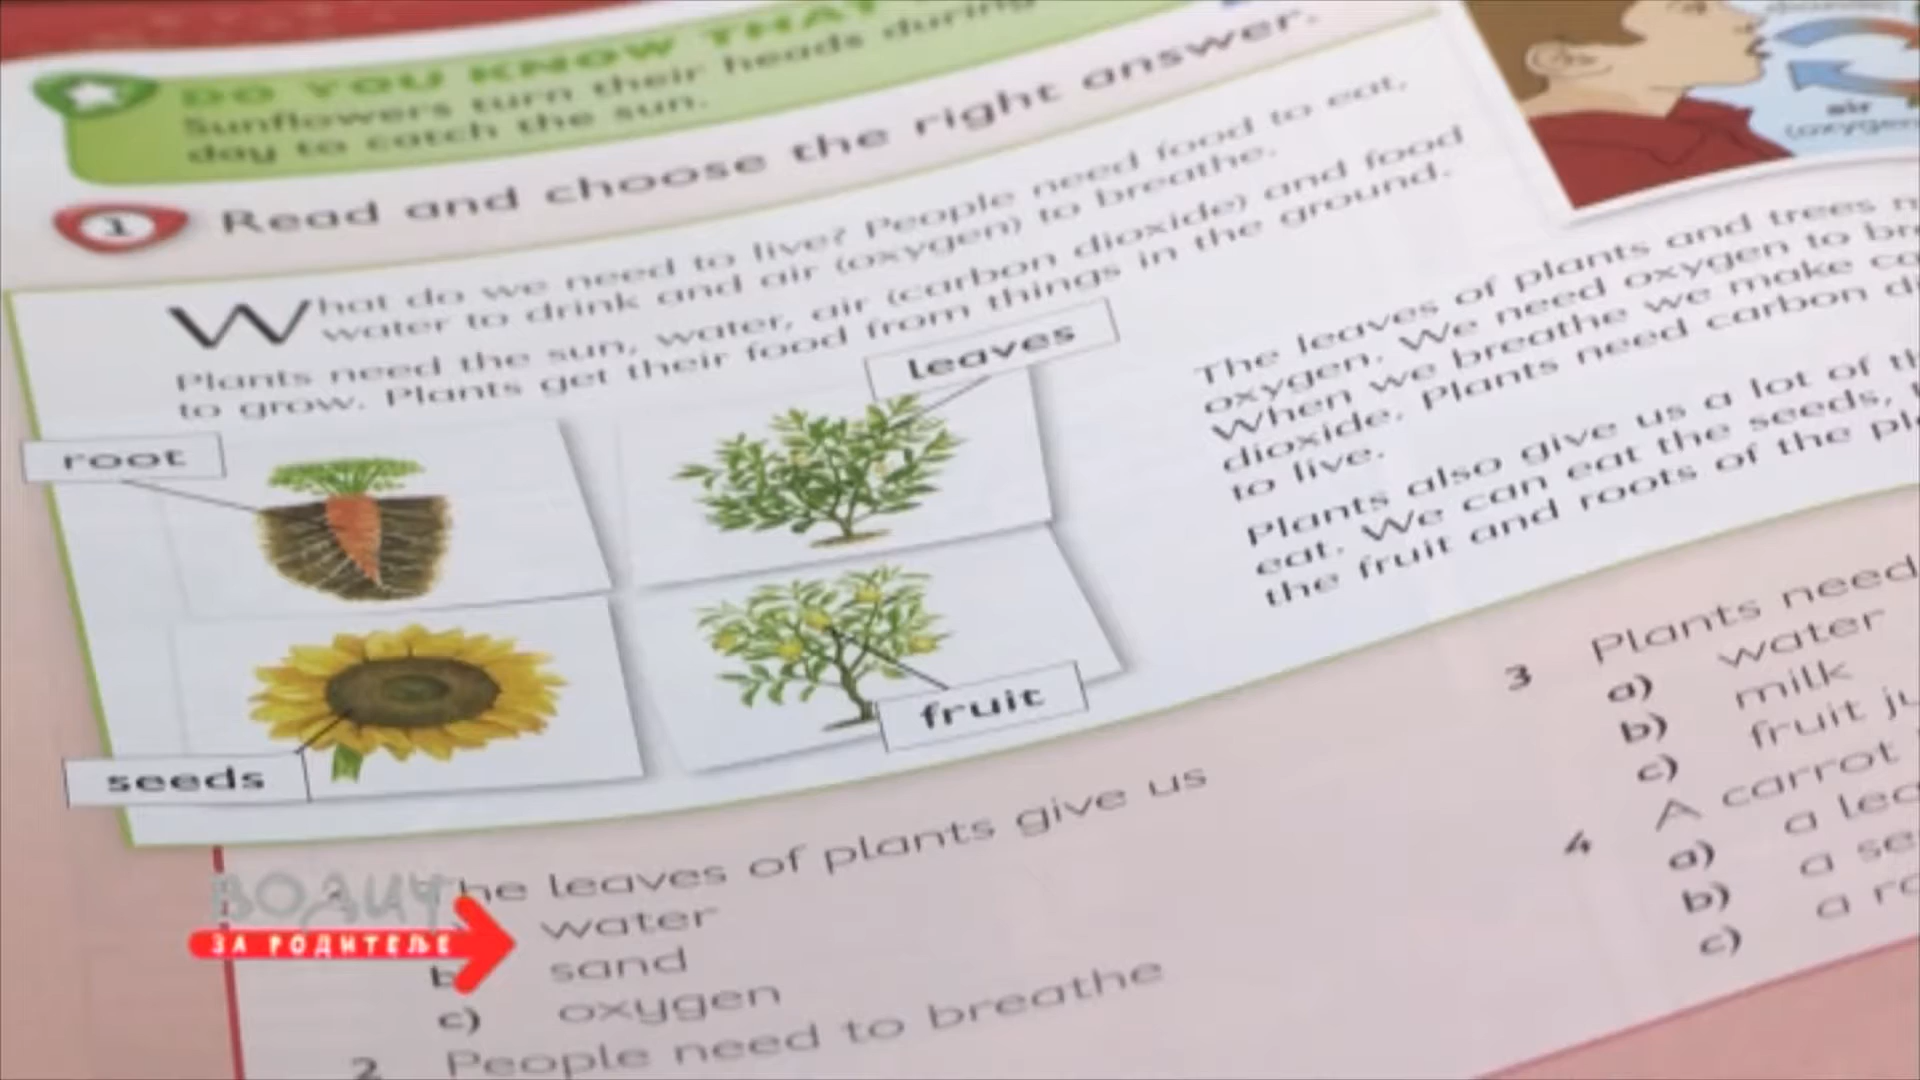 DO YOU KNOW THAT
Sunflowers turn their heads during
day to catch the sun.
1 Read and choose the right answer.
What do we need to live? People need food to eat,
water to drink and air (oxygen) to breathe.
Plants need the sun, water, air (carbon dioxide) and food
to grow. Plants get their food from things in the ground.
root
leaves
seeds
fruit
air
(oxygen
The leaves of plants and trees
oxygen. We need oxygen to
When we breathe we make
dioxide. Plants need carbon
to live.
Plants also give us a lot of
eat. We can eat the seeds,
the fruit and roots of the
he leaves of plants give us
water
b
sand
c) oxygen
2 People need to breathe
3 Plants need
a) water
b) milk
c) fruit
4 A carrot
a) a
b) a
c) a
ВОДИЧ
ЗА РОДИТЕЉЕ